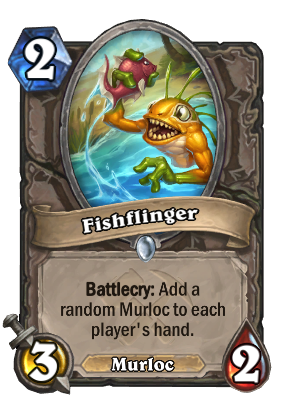 2
Fishflinger
Battlecry: Add a
random Murloc to each
player's hand.
3
Murloc
2